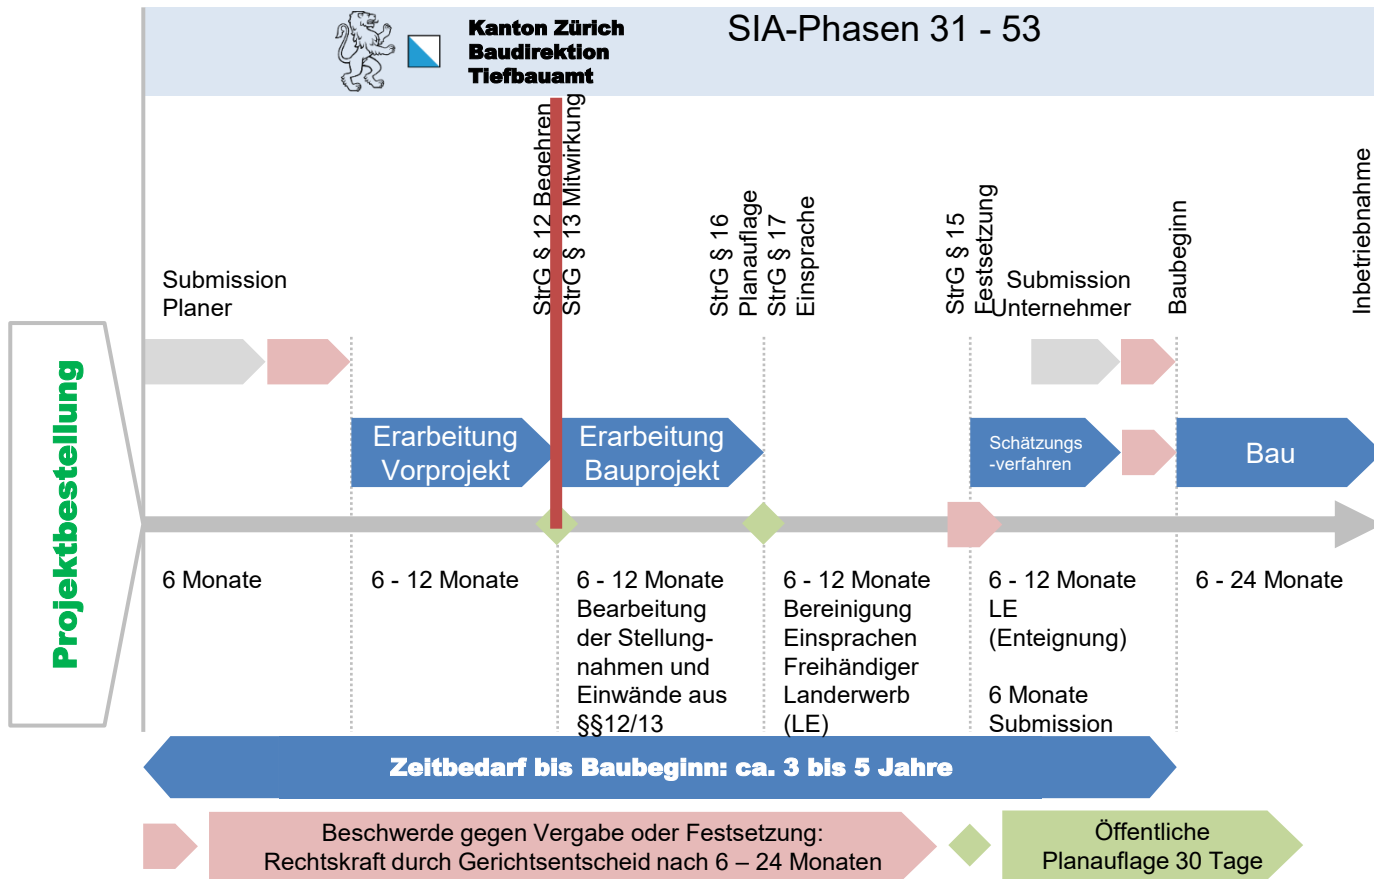 Kanton Zürich
Baudirektion
Tiefbauamt
SIA-Phasen 31 - 53
Submission
Planer
StrG § 12 Begehren
StrG § 13 Mitwirkung
StrG § 16
Planauflage
StrG § 17
Einsprache
StrG § 15
Festsetzung
Submission
Unternehmer
Baubeginn
Inbetriebnahme
Projektbestellung
Erarbeitung
Vorprojekt
Erarbeitung
Bauprojekt
Schätzungs
-verfahren
Bau
6 Monate
6 - 12 Monate
6 - 12 Monate
Bearbeitung
der Stellung-
nahmen und
Einwände aus
§§12/13
6 - 12 Monate
Bereinigung
Einsprachen
Freihändiger
Landerwerb
(LE)
6 - 12 Monate
LE
(Enteignung)
6 Monate
Submission
6 - 24 Monate
Zeitbedarf bis Baubeginn: ca. 3 bis 5 Jahre
Beschwerde gegen Vergabe oder Festsetzung:
Rechtskraft durch Gerichtsentscheid nach 6 – 24 Monaten
Öffentliche
Planauflage 30 Tage